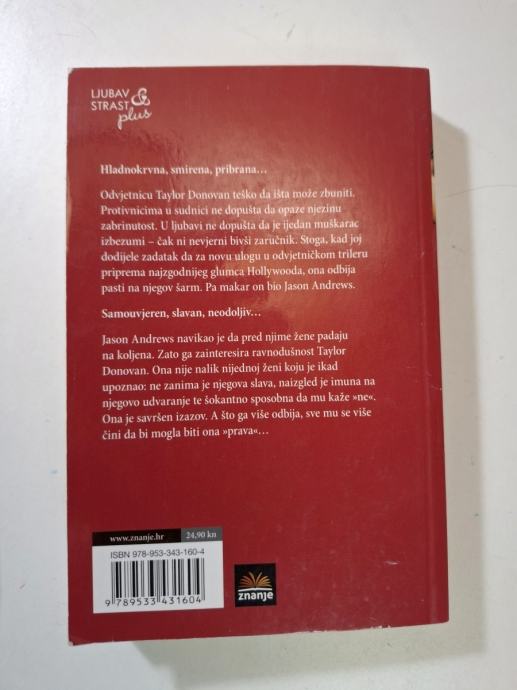 LJUBAV
STRAST &
plus
Hladnokrvna, smirena, pribrana…
Odvjetnicu Taylor Donovan teško da išta može zbuniti.
Protivnicima u sudnici ne dopušta da opaze njezinu
zabrinutost. U ljubavi ne dopušta da je ijedan muškarac
izbezumi – čak ni nevjerni bivši zaručnik. Stoga, kad joj
dodijele zadatak da za novu ulogu u odvjetničkom trileru
priprema najzgodnijeg glumca Hollywooda, ona odbija
pasti na njegov šarm. Pa makar on bio Jason Andrews.
Samouvjeren, slavan, neodoljiv…
Jason Andrews navikao je da pred njime žene padaju
na koljena. Zato ga zainteresira ravnodušnost Taylor
Donovan. Ona nije nalik nijednoj ženi koju je ikad
upoznao: ne zanima je njegova slava, naizgled je imuna na
njegovo udvaranje te šokantno sposobna da mu kaže »ne«.
Ona je savršen izazov. A što ga više odbija, sve mu se više
čini da bi mogla biti ona »prava«…
www.znanje.hr 24,90 kn
ISBN 978-953-343-160-4
9 789533 431604
znanje